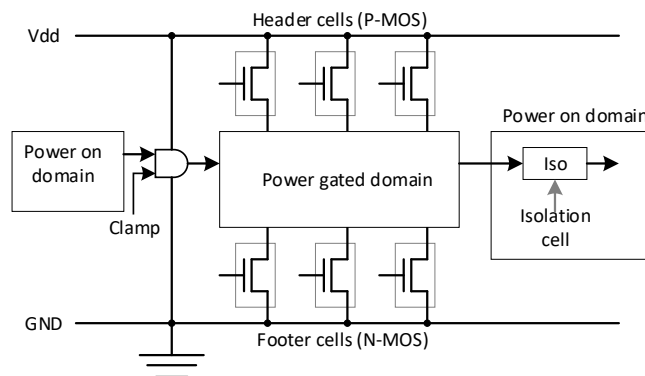 Header cells (P-MOS)
Vdd
Power on
domain
Clamp
Power gated domain
Power on domain
Iso
Isolation
cell
GND
Footer cells (N-MOS)